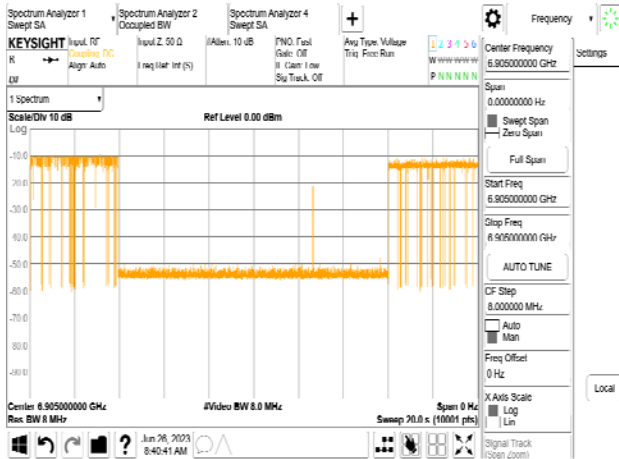 Spectrum Analyzer 1
Swept SA
Spectrum Analyzer 2
Occupied BW
Spectrum Analyzer 4
Swept SA
+
Frequency
KEYSIGHT
R
Input: RF
Coupling: DC
Align: Auto
Input Z: 50 Ω
Freq Ref: Int (S)
#Atten: 10 dB
PNO: Fast
Gate: Off
IF Gain: Low
Sig Track: Off
Avg Type: Voltage
Trig: Free Run
1 2 3 4 5 6
W W W W W W
P N N N N N
1 Spectrum
Scale/Div 10 dB
Ref Level 0.00 dBm
Log
-10.0
-20.0
-30.0
-40.0
-50.0
-60.0
-70.0
-80.0
-90.0
Center 6.905000000 GHz
#Video BW 8.0 MHz
Span 0 Hz
Res BW 8 MHz
Sweep 20.0 s (10001 pts)
?
Jun 26, 2023
8:40:41 AM
Center Frequency
6.905000000 GHz
Settings
Span
0.00000000 Hz
Swept Span
Zero Span
Full Span
Start Freq
6.905000000 GHz
Stop Freq
6.905000000 GHz
AUTO TUNE
CF Step
8.000000 MHz
Auto
Man
Freq Offset
0 Hz
X Axis Scale
Log
Lin
Local
Signal Track
(Span Zoom)